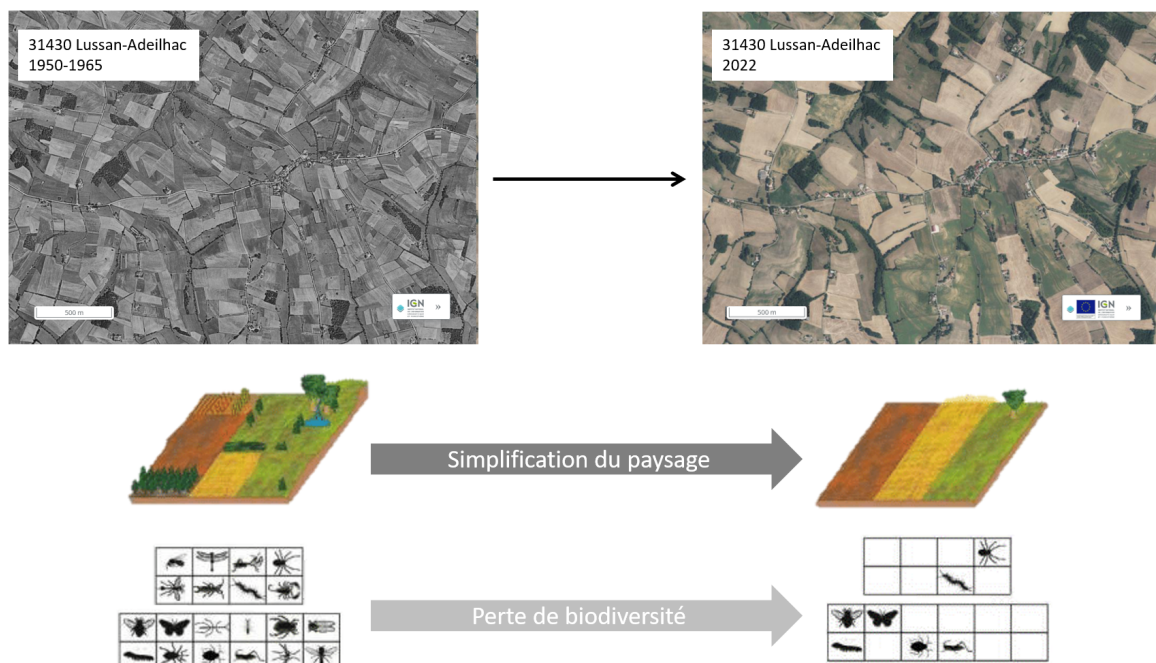 31430 Lussan-Adeilhac
1950-1965
500 m
IGN
»
31430 Lussan-Adeilhac
2022
500 m
IGN
»
Simplification du paysage
Perte de biodiversité